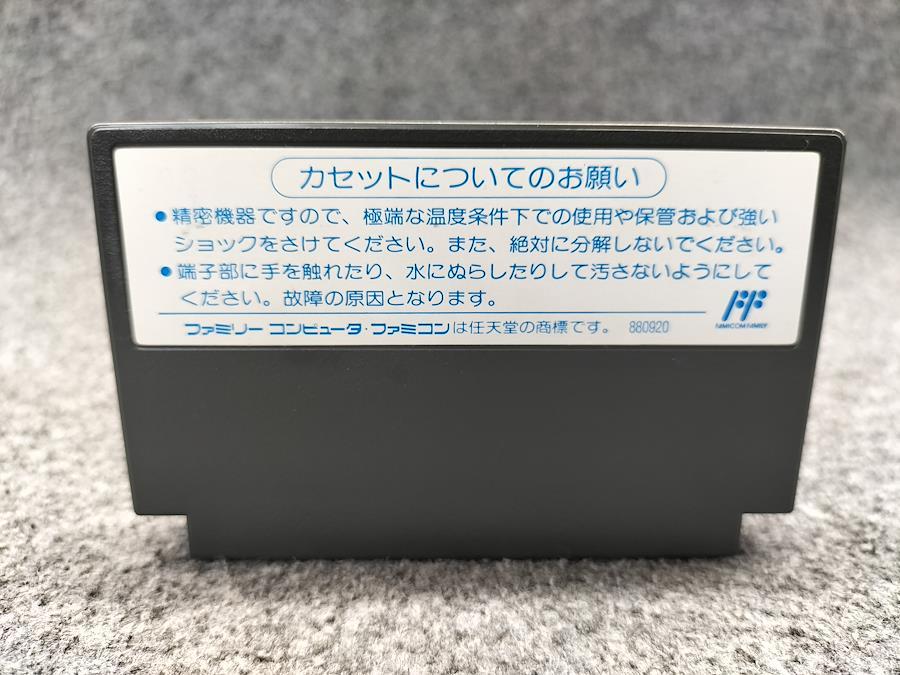 カセットについてのお願い
●精密機器ですので、極端な温度条件下での使用や保管および強い
ショックをさけてください。また、絶対に分解しないでください。
●端子部に手を触れたり、水にぬらしたりして汚さないようにして
ください。故障の原因となります。
FAMICOM FAMILY
ファミリー コンピュータ・ファミコンは任天堂の商標です。 880920